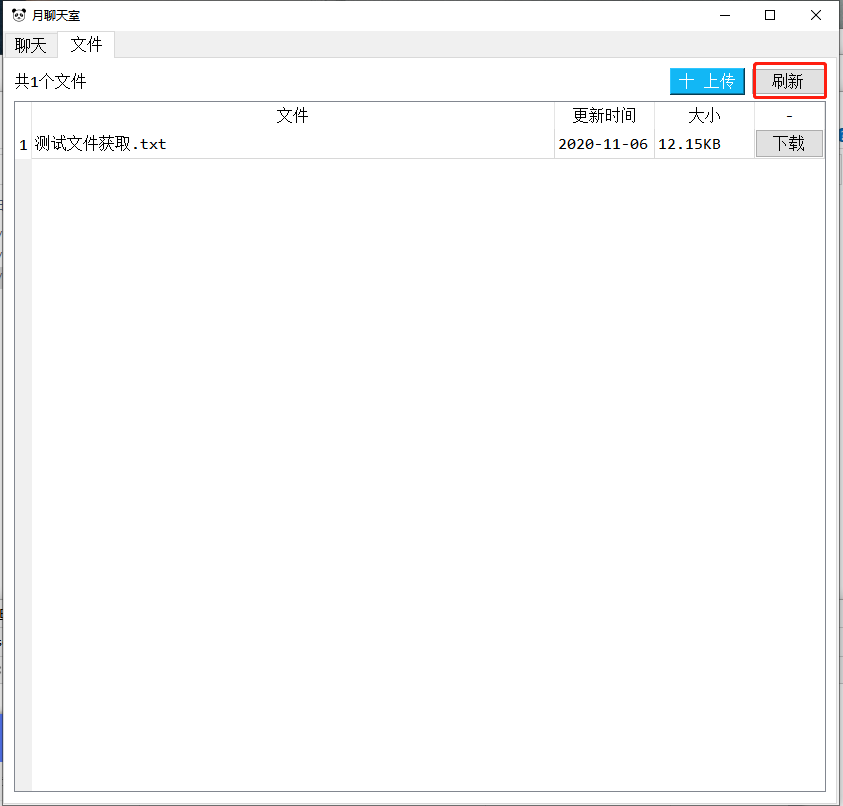 月聊天室
聊天 文件
共1个文件 十 上传 刷新
文件 更新时间 大小 -
1 测试文件获取.txt 2020-11-06 12.15KB 下载